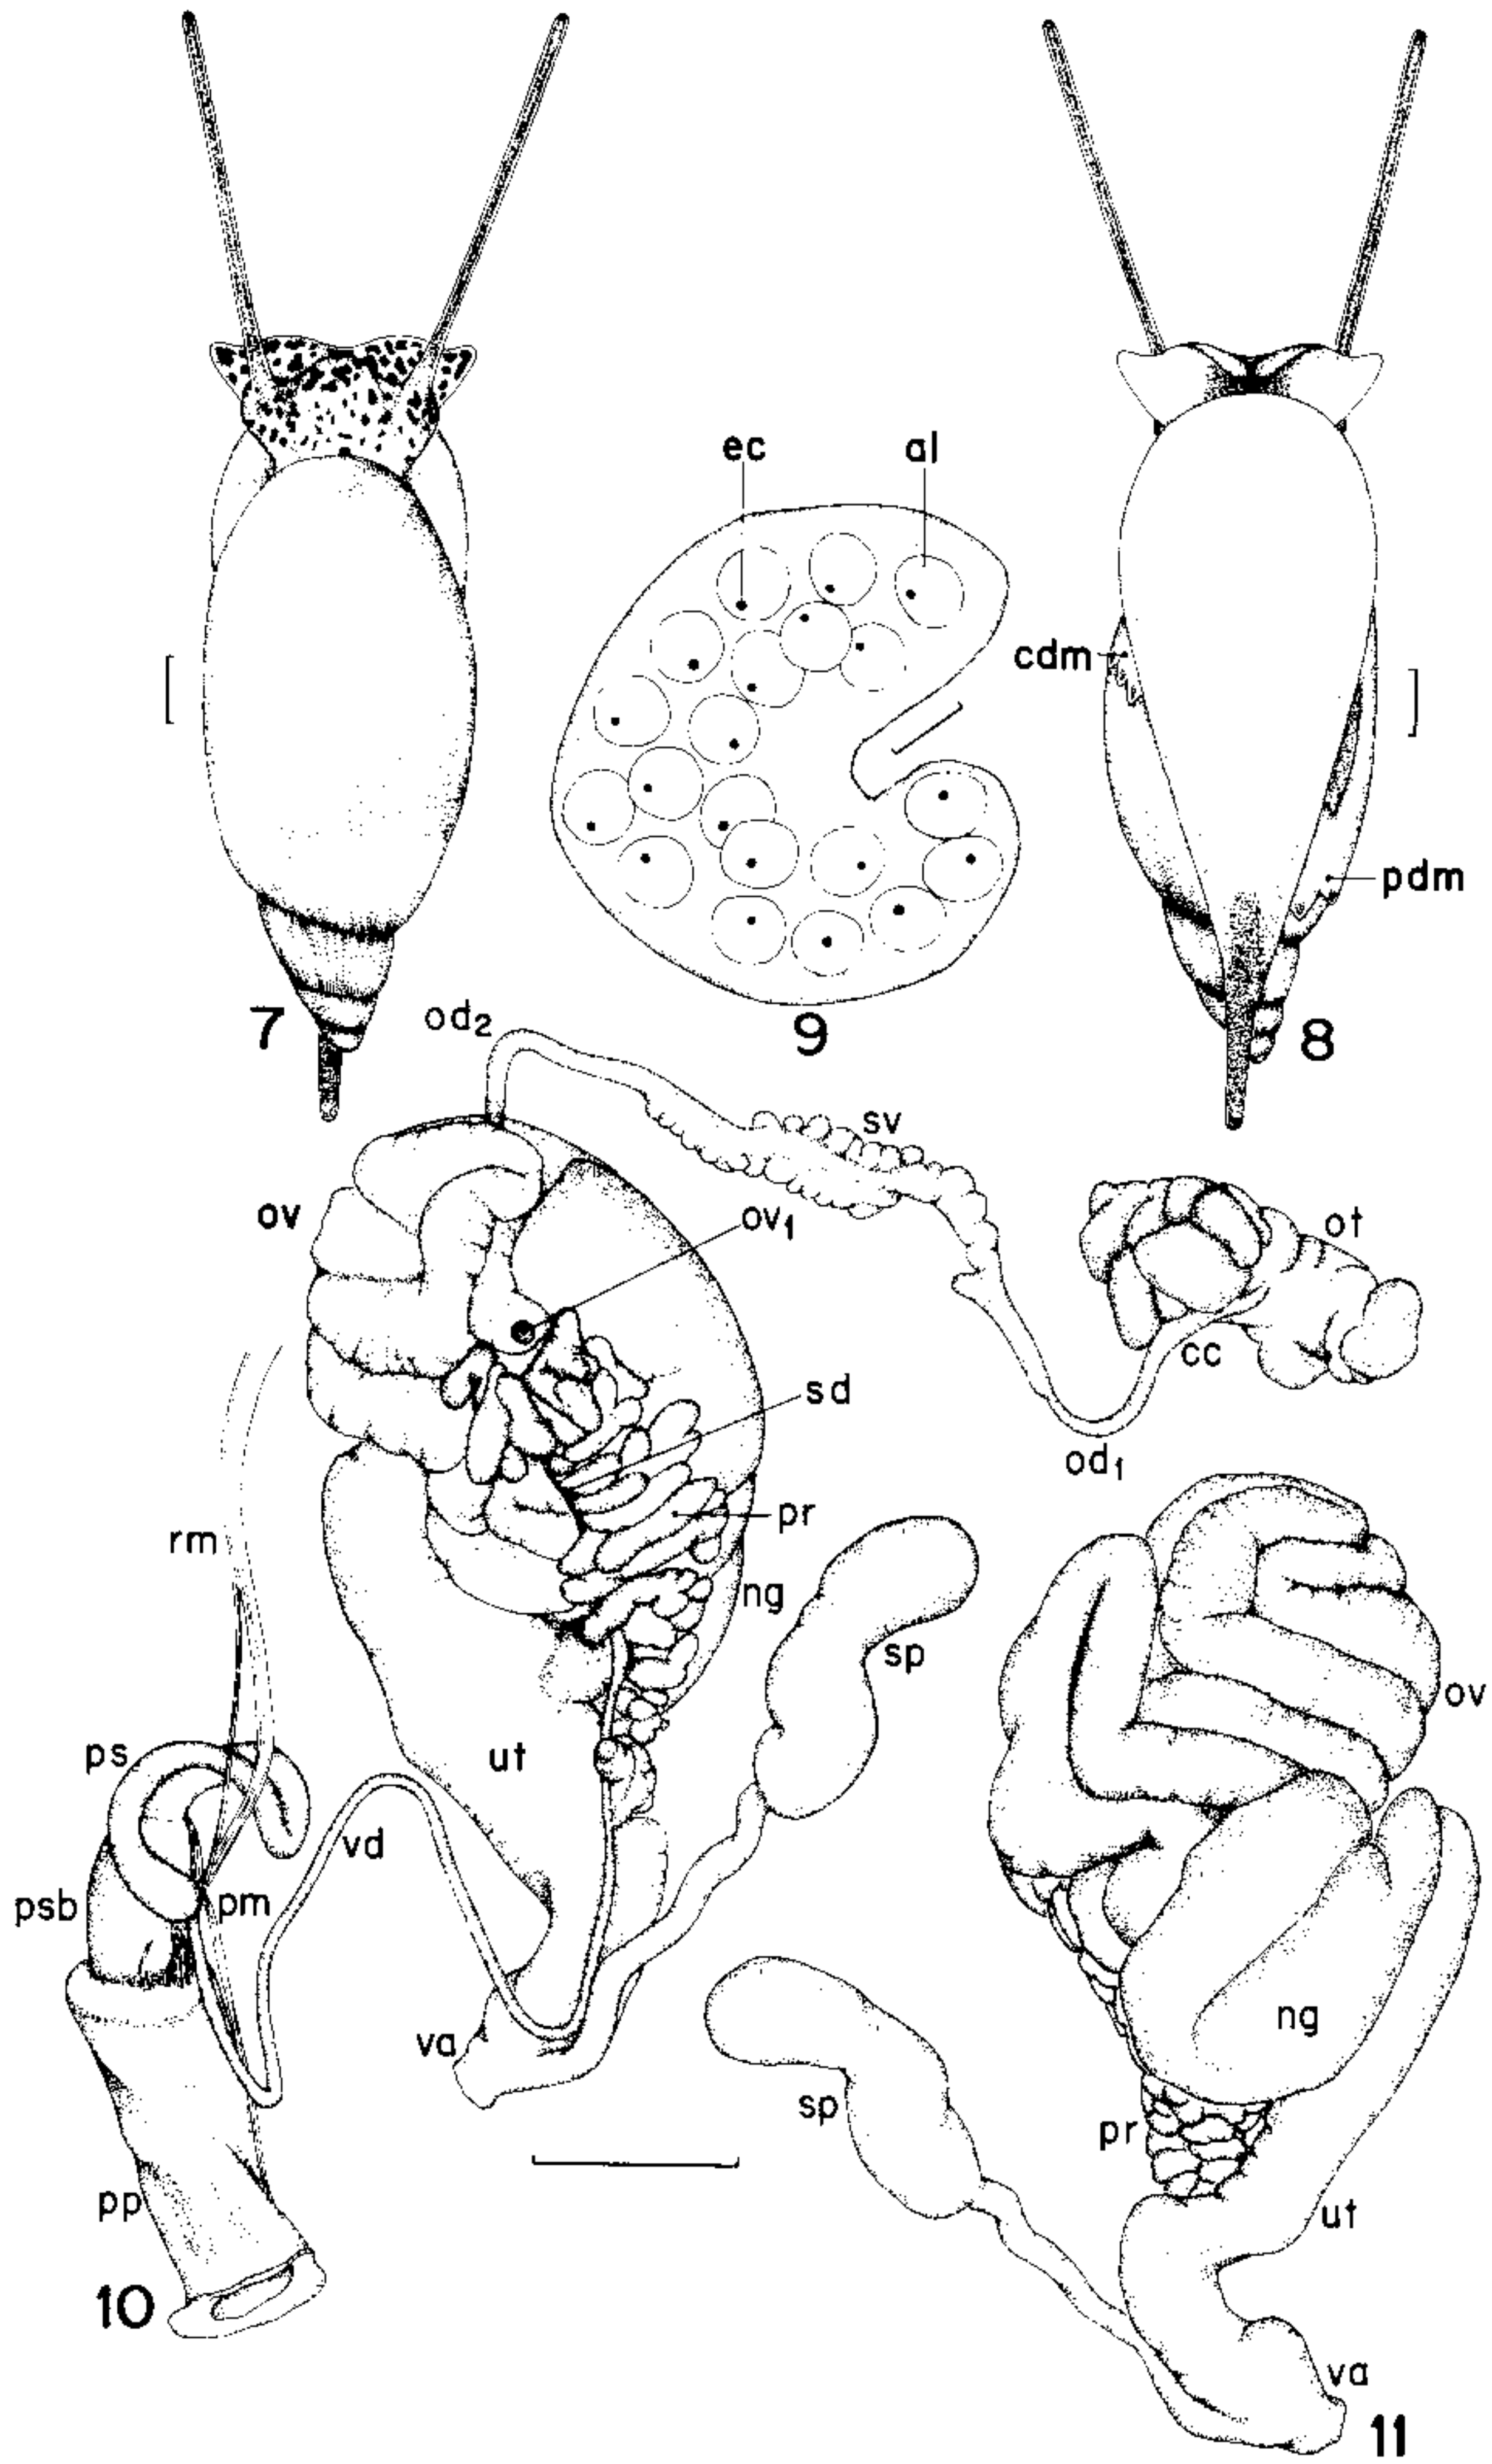 ec
al
cdm
pdm
7
9
8
od2
sv
ov
ov1
ot
cc
sd
od1
rm
pr
ng
sp
ov
ps
ut
vd
psb
pm
ng
va
sp
pr
pp
ut
10
va
11